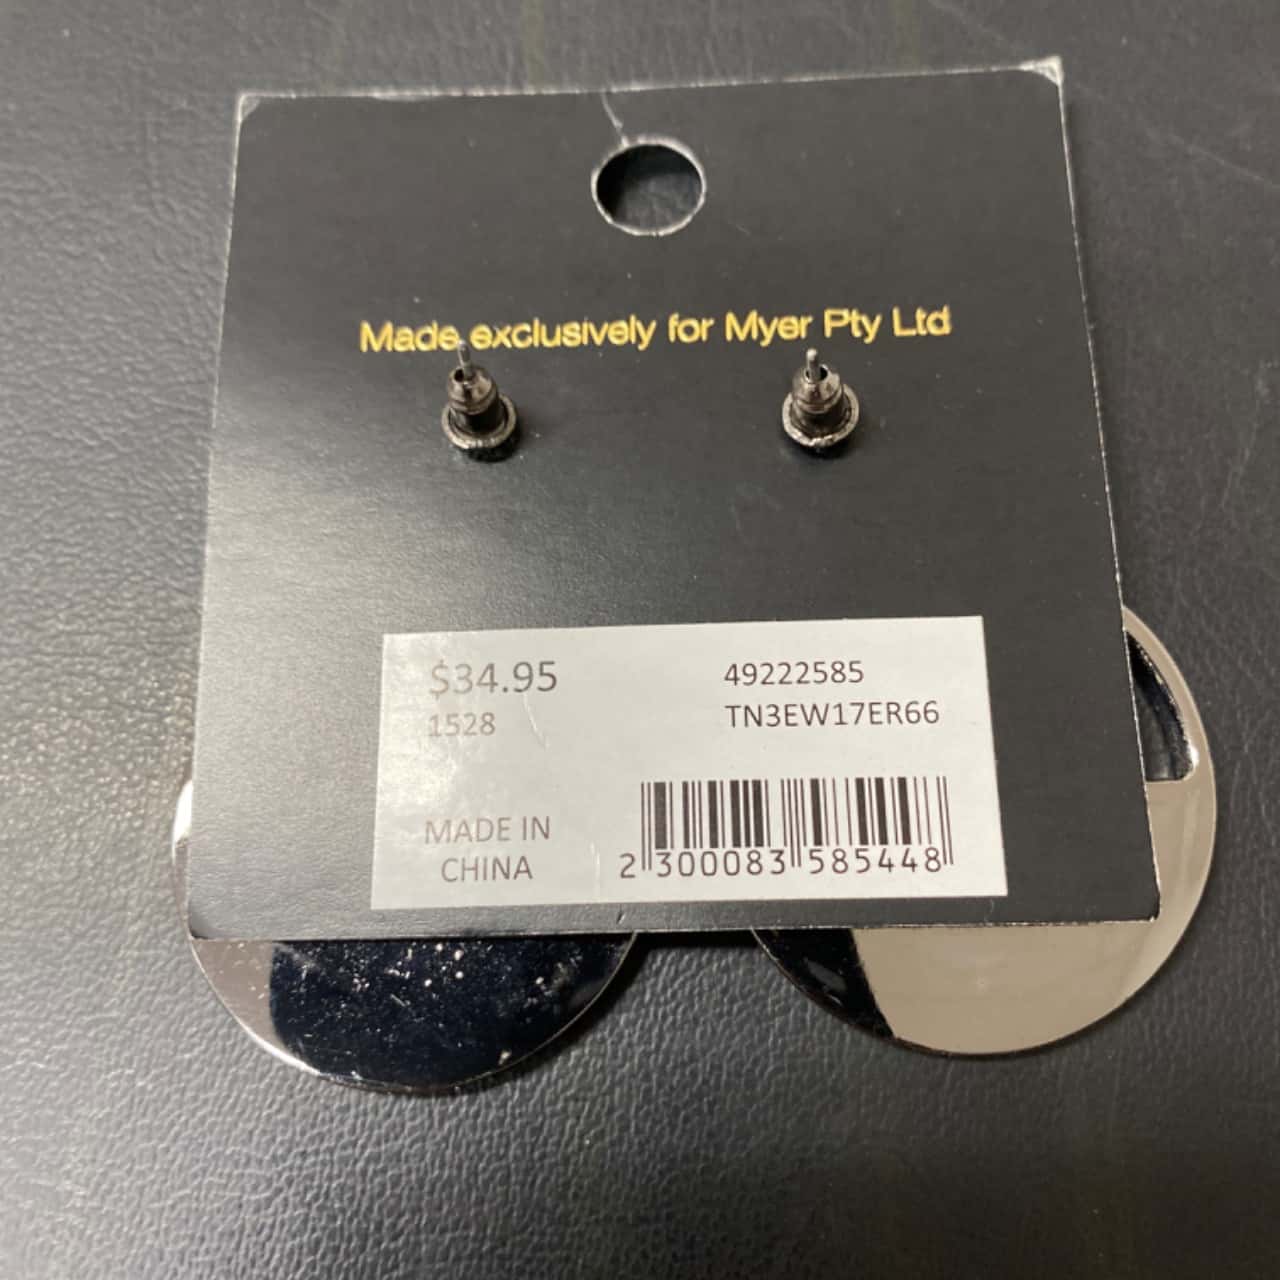 Made exclusively for Myer Pty Ltd
$34.95
1528
49222585
TN3EW17ER66
MADE IN
CHINA
2 300083 585448